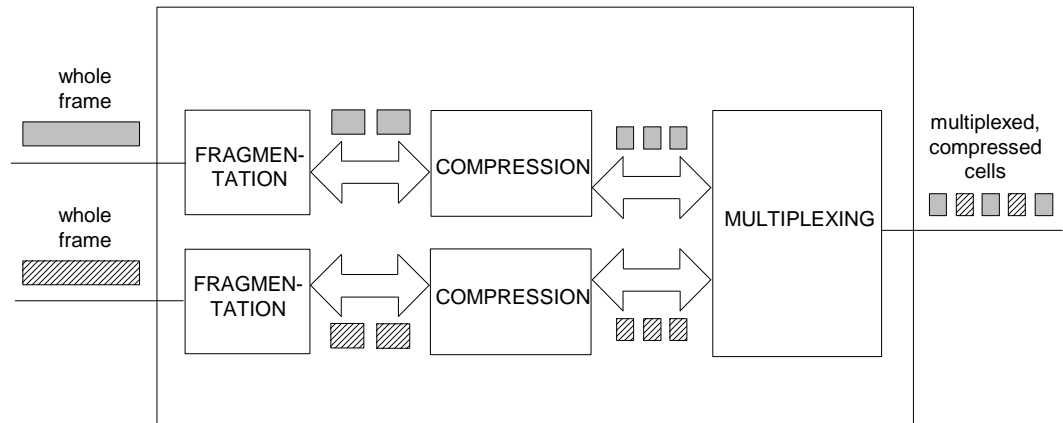 whole
frame
FRAGMEN-
TATION
COMPRESSION
whole
frame
FRAGMEN-
TATION
COMPRESSION
MULTIPLEXING
multiplexed,
compressed
cells